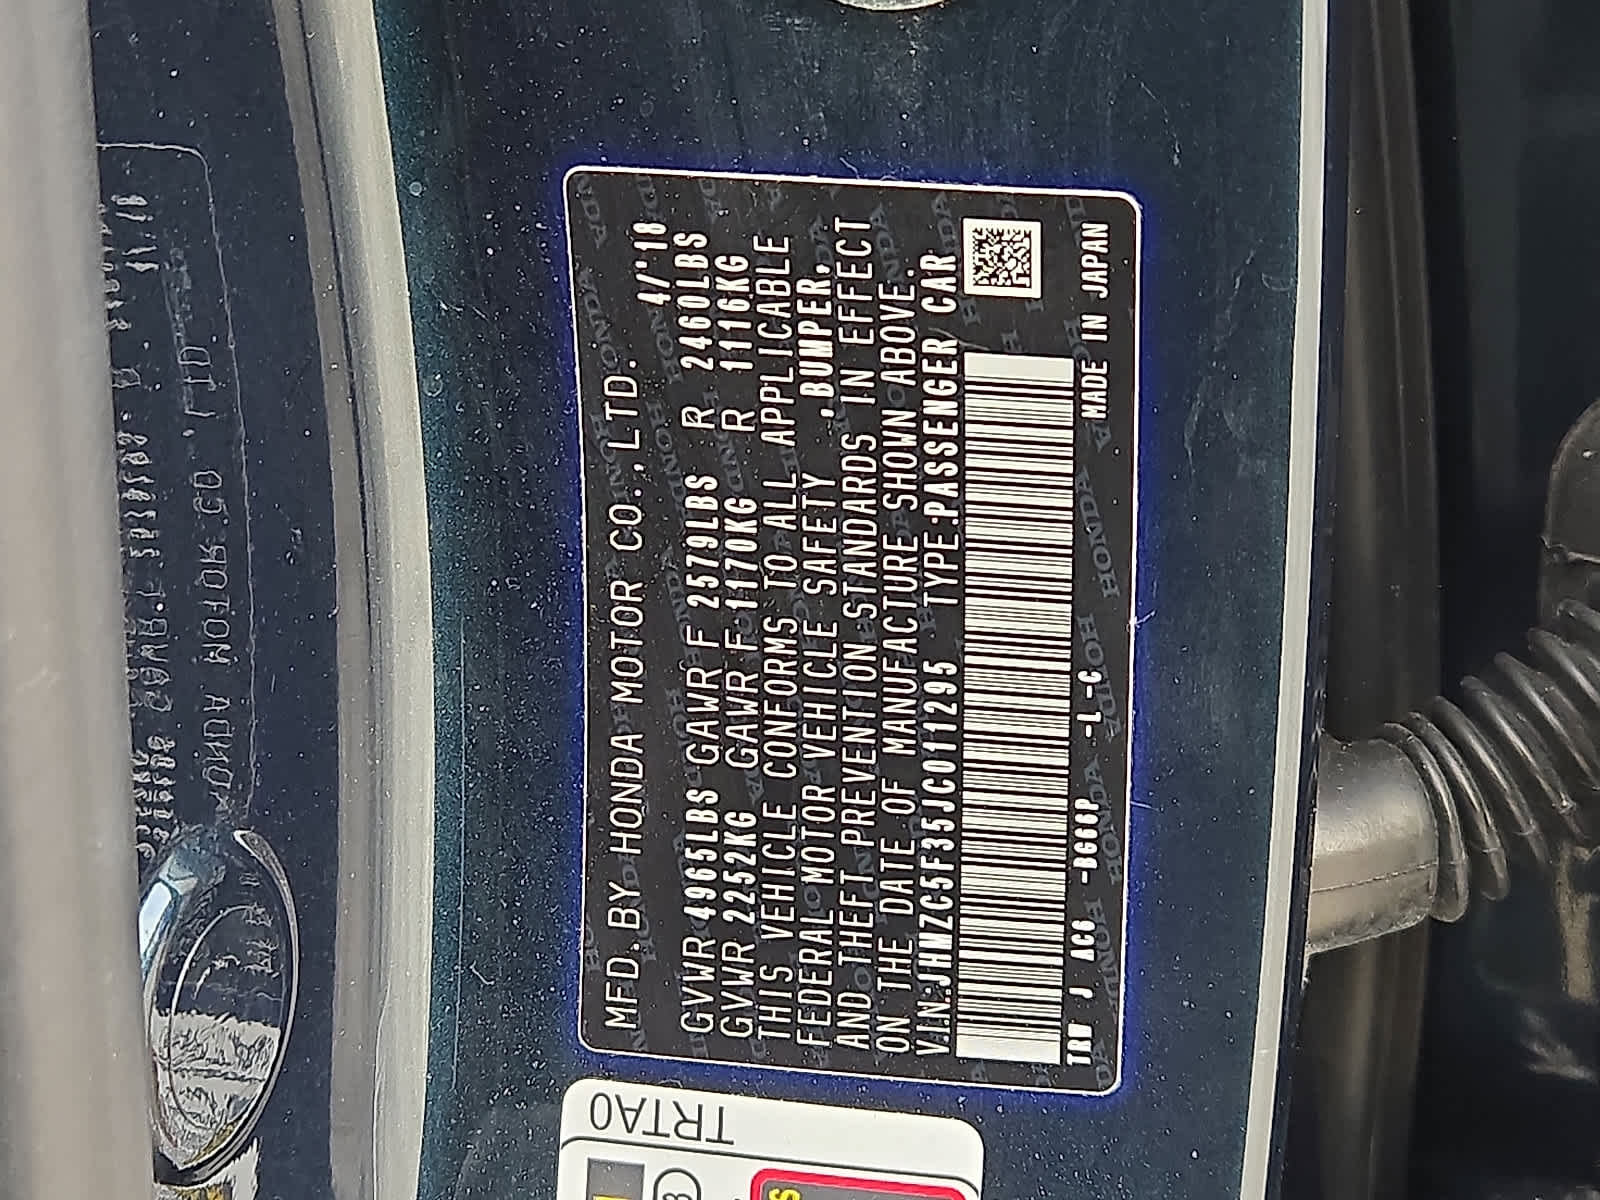 MFD. BY HONDA MOTOR CO., LTD. 4/'18
GVWR 4965LBS GAWR F 2579LBS R 2460LBS
GVWR 2252KG GAWR F 1170KG R 1116KG
THIS VEHICLE CONFORMS TO ALL APPLICABLE
FEDERAL MOTOR VEHICLE SAFETY ,BUMPER,
AND THEFT PREVENTION STANDARDS IN EFFECT
ON THE DATE OF MANUFACTURE SHOWN ABOVE.
V.I.N.:JHMZC5F35JC011295 TYPE:PASSENGER CAR
TRW J AC6 -BG66P -L -C MADE IN JAPAN
TRTA0